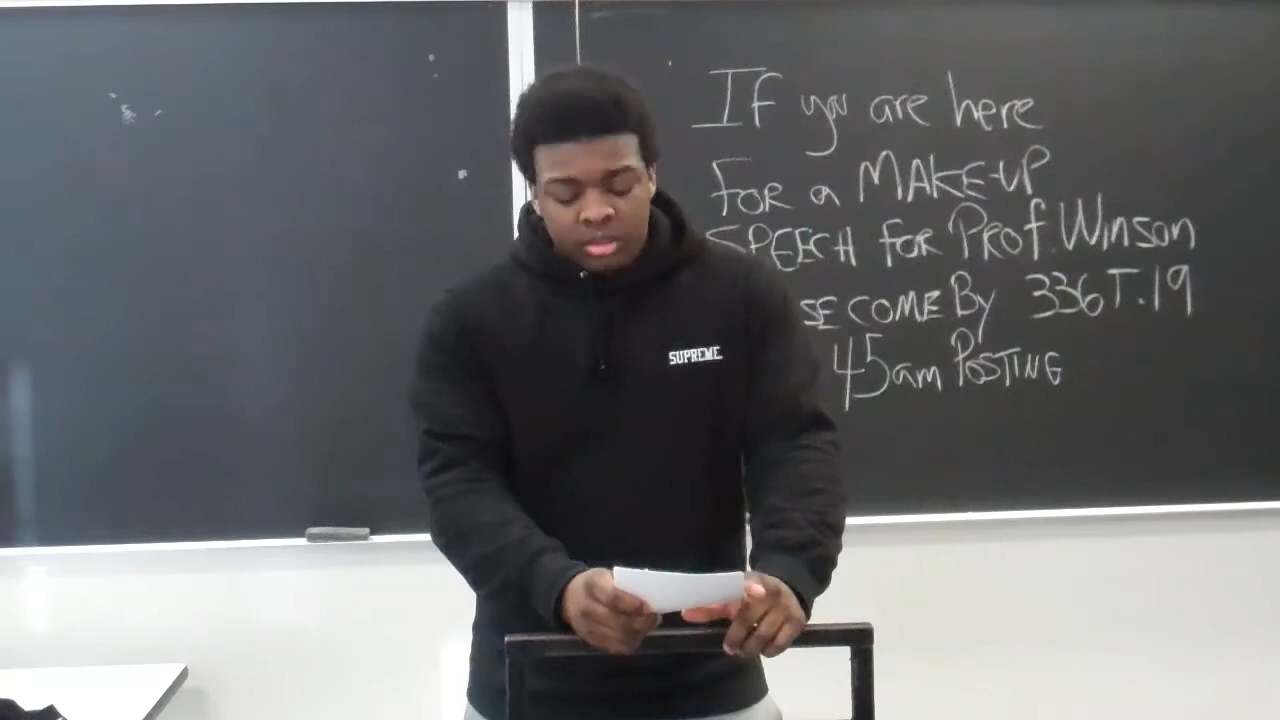 If you are here
For a MAKE-UP
SPEECH FOR Prof. Winson
SE COME By 336T.19
45am POSTING
SUPREME